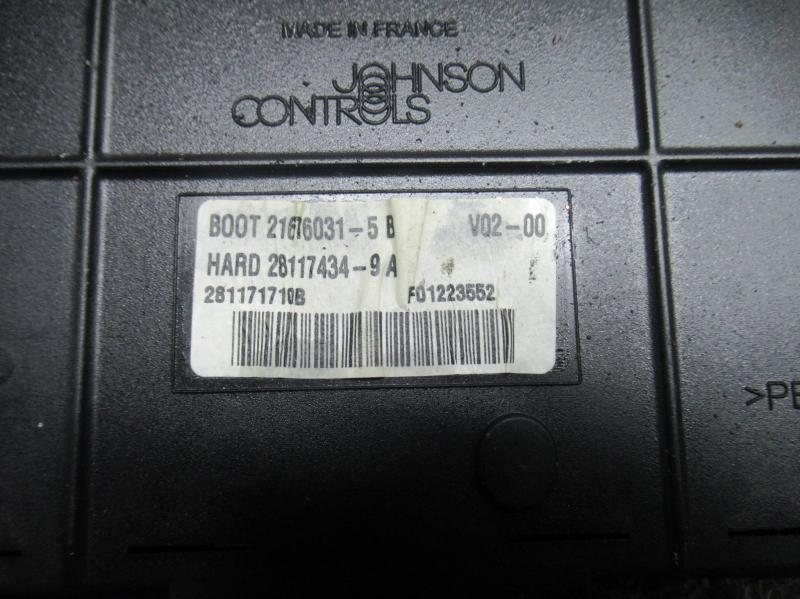 MADE IN FRANCE
JOHNSON
CONTROLS
BOOT 21676031-5 B V02-00
HARD 28117434-9 A
281171710B F01223552
>PE